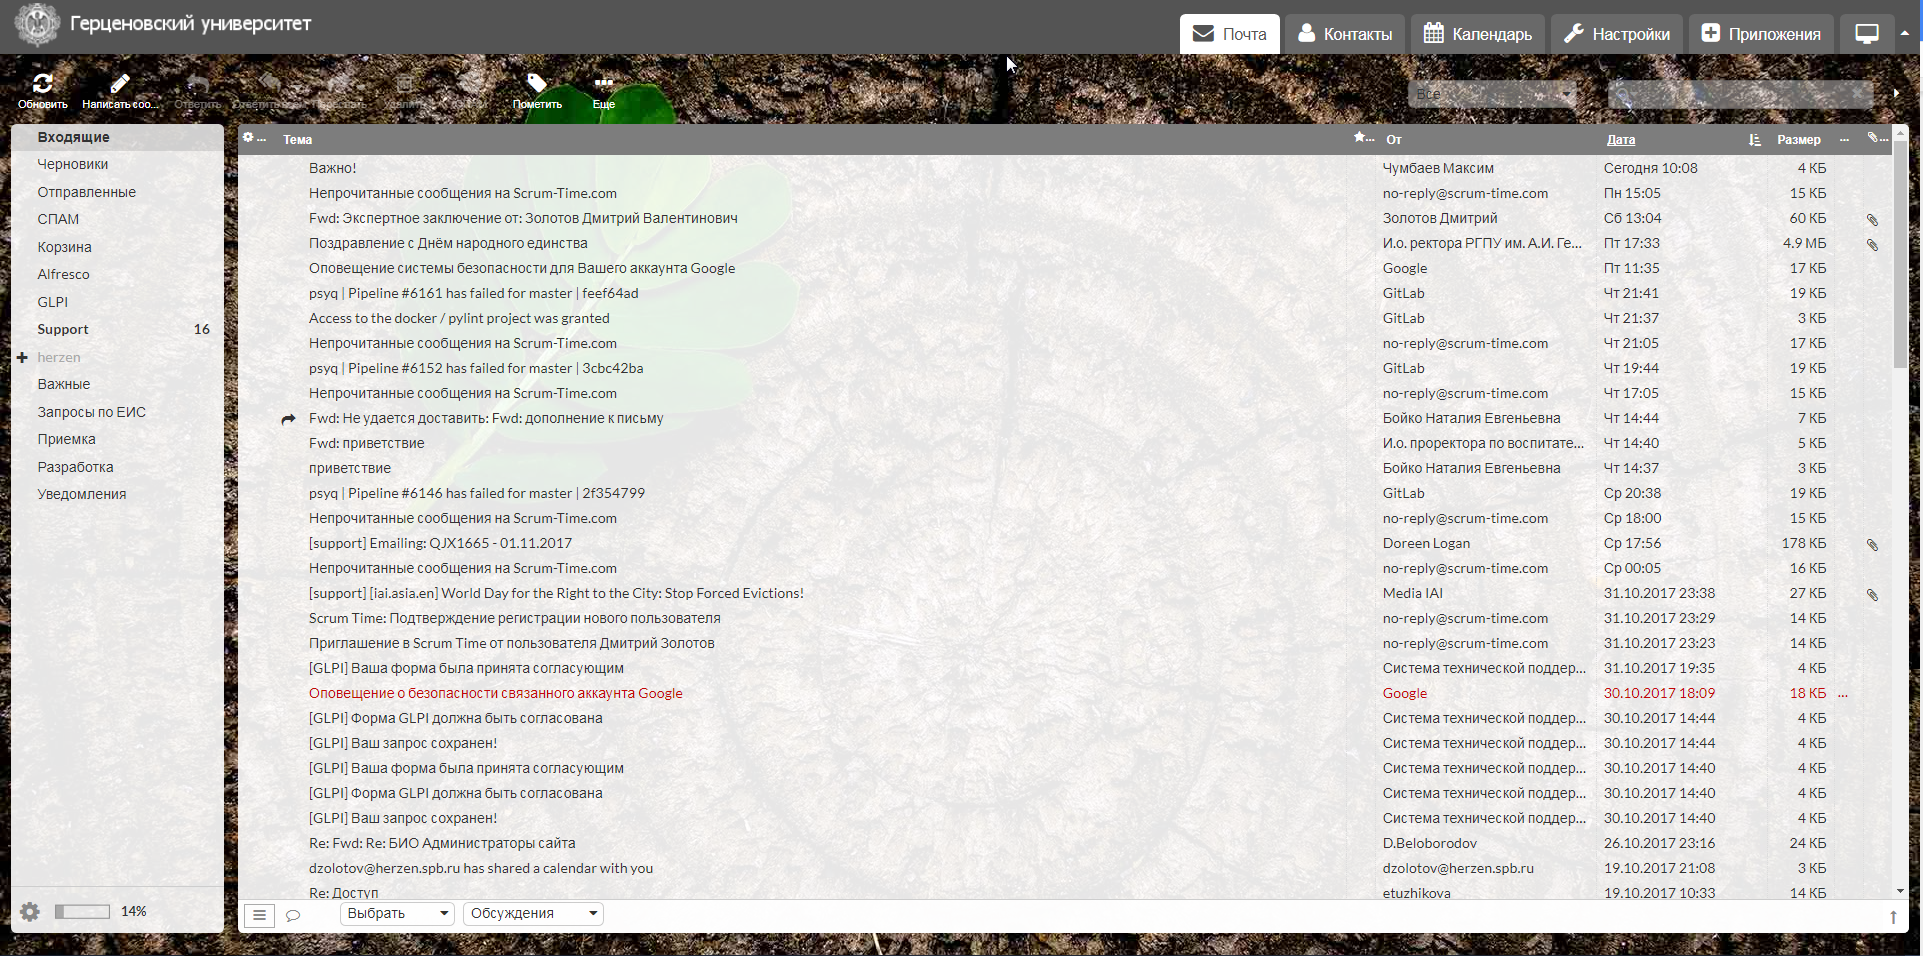 Герценовский университет
Почта
Контакты
Календарь
Настройки
Приложения
Обновить
Написать соо...
Ответить
Пометить
Еще
Все
Входящие
Черновики
Отправленные
СПАМ
Корзина
Alfresco
GLPI
Support 16
herzen
Важные
Запросы по ЕИС
Приемка
Разработка
Уведомления
14%
... Тема ... От Дата Размер ... ...
Важно! Чумбаев Максим Сегодня 10:08 4 КБ
Непрочитанные сообщения на Scrum-Time.com no-reply@scrum-time.com Пн 15:05 15 КБ
Fwd: Экспертное заключение от: Золотов Дмитрий Валентинович Золотов Дмитрий Сб 13:04 60 КБ
Поздравление с Днём народного единства И.о. ректора РГПУ им. А.И. Ге... Пт 17:33 4.9 МБ
Оповещение системы безопасности для Вашего аккаунта Google Google Пт 11:35 17 КБ
psyq | Pipeline #6161 has failed for master | feef64ad GitLab Чт 21:41 19 КБ
Access to the docker / pylint project was granted GitLab Чт 21:37 3 КБ
Непрочитанные сообщения на Scrum-Time.com no-reply@scrum-time.com Чт 21:05 17 КБ
psyq | Pipeline #6152 has failed for master | 3cbc42ba GitLab Чт 19:44 19 КБ
Непрочитанные сообщения на Scrum-Time.com no-reply@scrum-time.com Чт 17:05 15 КБ
Fwd: Не удается доставить: Fwd: дополнение к письму Бойко Наталия Евгеньевна Чт 14:44 7 КБ
Fwd: приветствие И.о. проректора по воспитате... Чт 14:40 5 КБ
приветствие Бойко Наталия Евгеньевна Чт 14:37 3 КБ
psyq | Pipeline #6146 has failed for master | 2f354799 GitLab Ср 20:38 19 КБ
Непрочитанные сообщения на Scrum-Time.com no-reply@scrum-time.com Ср 18:00 15 КБ
[support] Emailing: QJX1665 - 01.11.2017 Doreen Logan Ср 17:56 178 КБ
Непрочитанные сообщения на Scrum-Time.com no-reply@scrum-time.com Ср 00:05 16 КБ
[support] [iai.asia.en] World Day for the Right to the City: Stop Forced Evictions! Media IAI 31.10.2017 23:38 27 КБ
Scrum Time: Подтверждение регистрации нового пользователя no-reply@scrum-time.com 31.10.2017 23:29 14 КБ
Приглашение в Scrum Time от пользователя Дмитрий Золотов no-reply@scrum-time.com 31.10.2017 23:23 14 КБ
[GLPI] Ваша форма была принята согласующим Система технической поддер... 31.10.2017 19:35 4 КБ
Оповещение о безопасности связанного аккаунта Google Google 30.10.2017 18:09 18 КБ ...
[GLPI] Форма GLPI должна быть согласована Система технической поддер... 30.10.2017 14:44 4 КБ
[GLPI] Ваш запрос сохранен! Система технической поддер... 30.10.2017 14:44 4 КБ
[GLPI] Ваша форма была принята согласующим Система технической поддер... 30.10.2017 14:40 4 КБ
[GLPI] Форма GLPI должна быть согласована Система технической поддер... 30.10.2017 14:40 4 КБ
[GLPI] Ваш запрос сохранен! Система технической поддер... 30.10.2017 14:40 4 КБ
Re: Fwd: Re: БИО Администраторы сайта D.Beloborodov 26.10.2017 23:16 24 КБ
dzolotov@herzen.spb.ru has shared a calendar with you dzolotov@herzen.spb.ru 19.10.2017 21:08 3 КБ
Re: Доступ etuzhikova 19.10.2017 10:33 14 КБ
Выбрать
Обсуждения